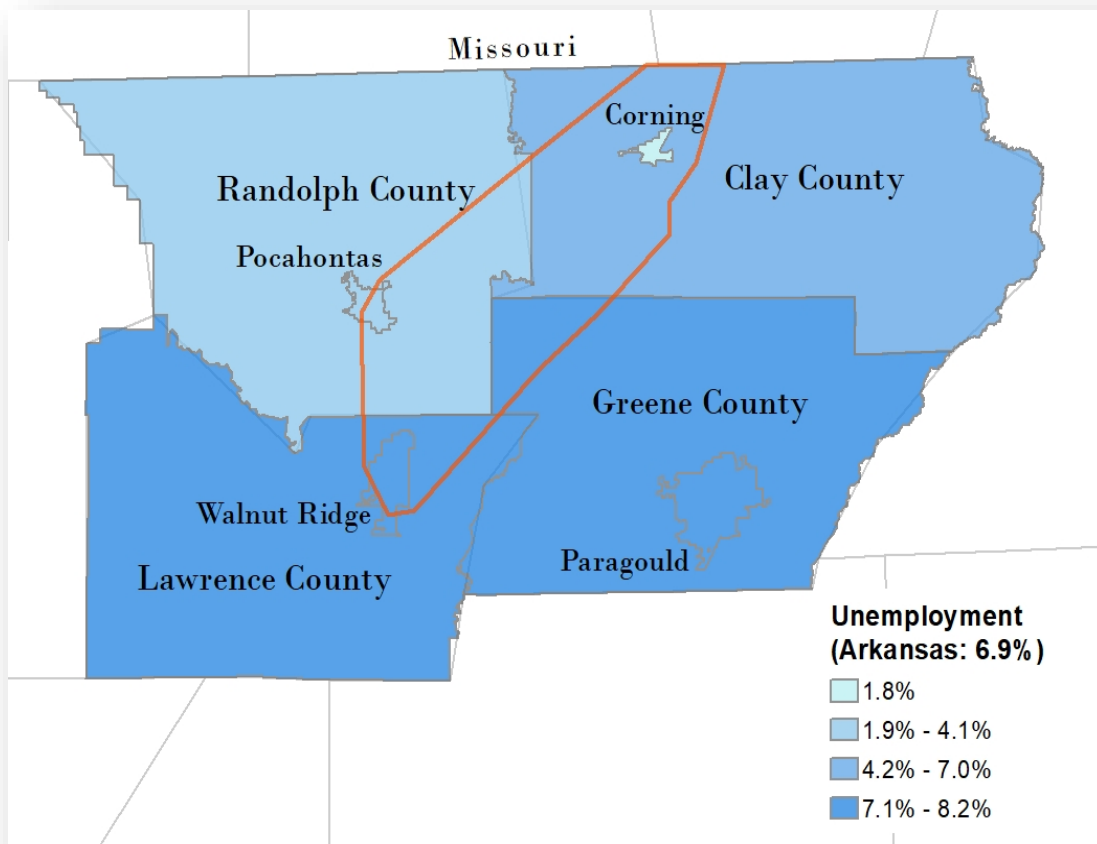 Missouri
Corning
Randolph County
Clay County
Pocahontas
Greene County
Walnut Ridge
Paragould
Lawrence County
Unemployment
(Arkansas: 6.9%)
1.8%
1.9% - 4.1%
4.2% - 7.0%
7.1% - 8.2%